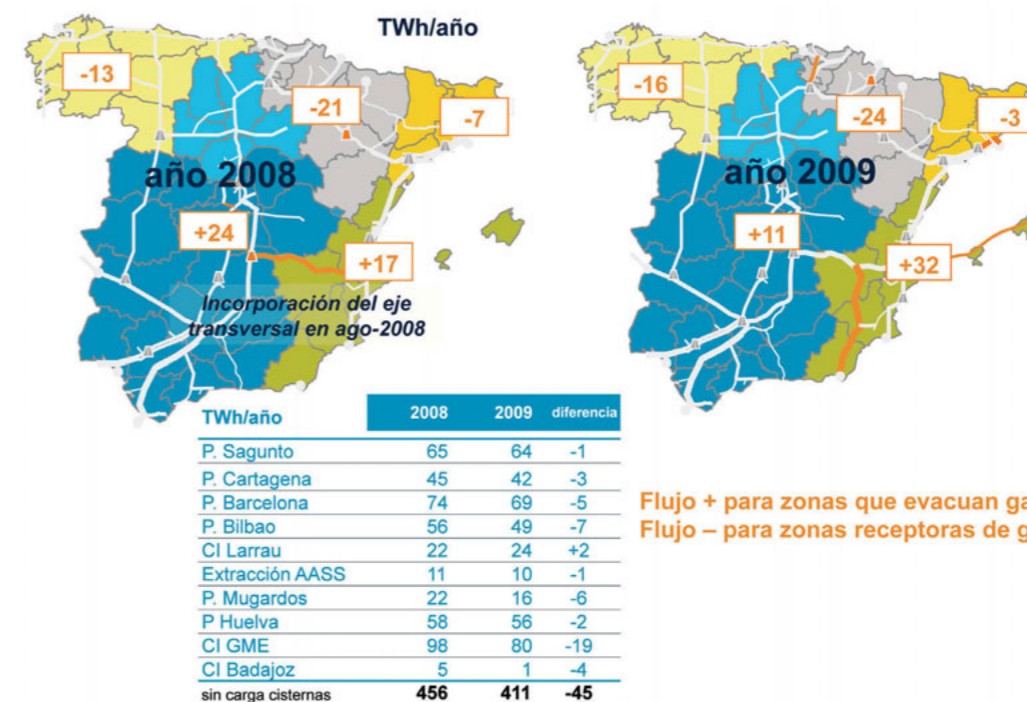 TWh/año
-13
-21
-7
año 2008
+24
+17
Incorporación del eje
transversal en ago-2008
-16
-24
-3
año 2009
+11
+32
TWh/año 2008 2009 diferencia
P. Sagunto 65 64 -1
P. Cartagena 45 42 -3
P. Barcelona 74 69 -5
P. Bilbao 56 49 -7
CI Larrau 22 24 +2
Extracción AASS 11 10 -1
P. Mugardos 22 16 -6
P Huelva 58 56 -2
CI GME 98 80 -19
CI Badajoz 5 1 -4
sin carga cisternas 456 411 -45
Flujo + para zonas que evacuan ga
Flujo – para zonas receptoras de g